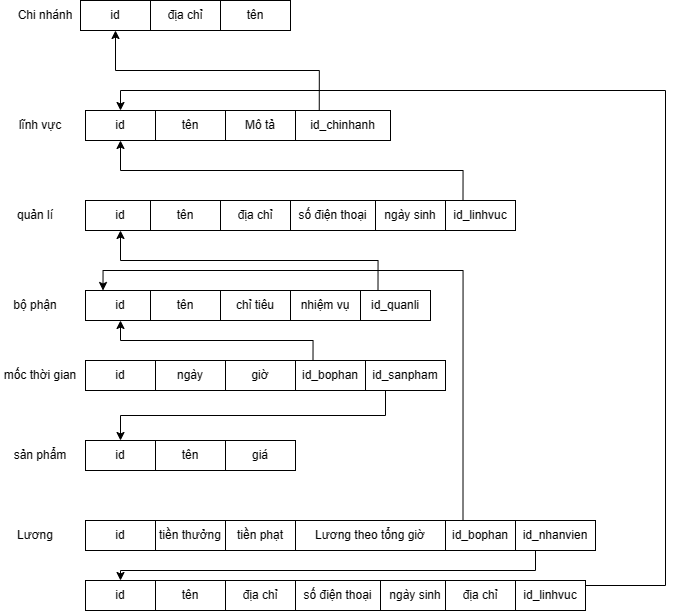 Chi nhánh id địa chỉ tên
lĩnh vực id tên Mô tả id_chinhanh
quản lí id tên địa chỉ số điện thoại ngày sinh id_linhvuc
bộ phận id tên chỉ tiêu nhiệm vụ id_quanli
mốc thời gian id ngày giờ id_bophan id_sanpham
sản phẩm id tên giá
Lương id tiền thưởng tiền phạt Lương theo tổng giờ id_bophan id_nhanvien
id tên địa chỉ số điện thoại ngày sinh địa chỉ id_linhvuc